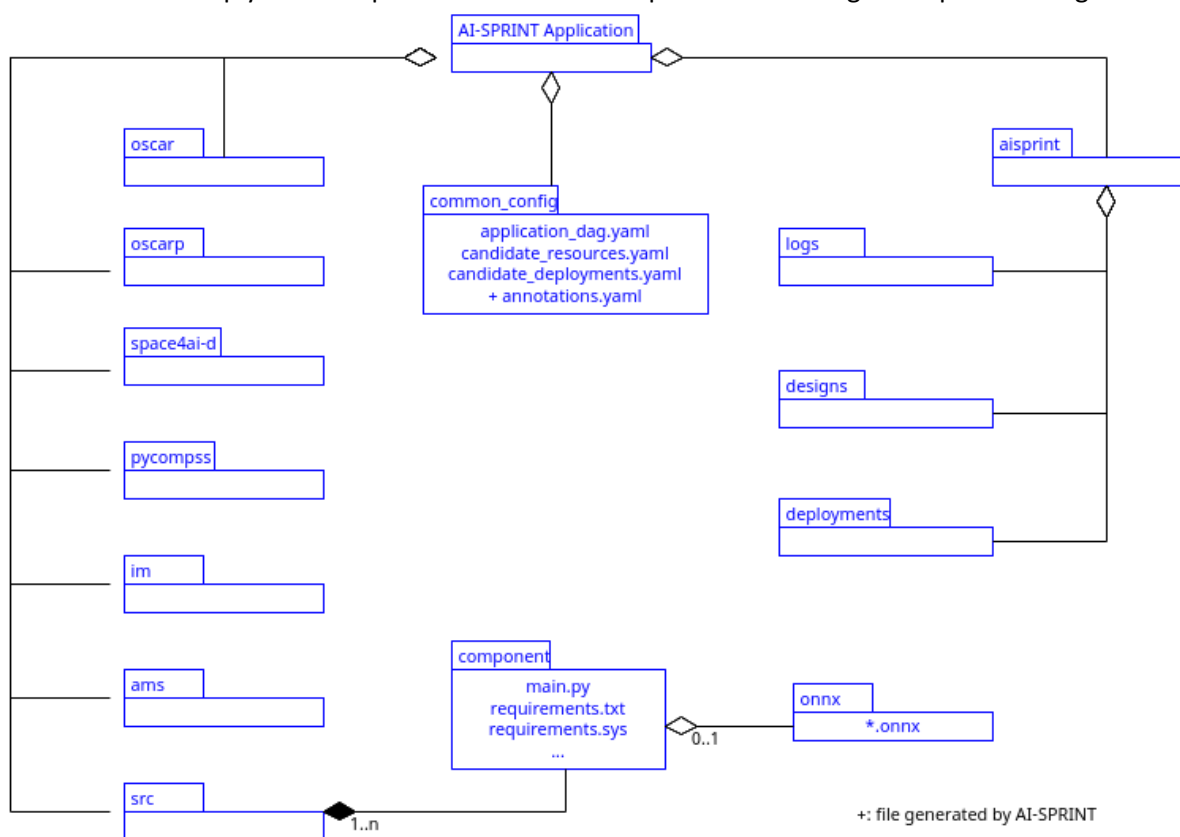 AI-SPRINT Application
oscar
aisprint
common_config
application_dag.yaml
candidate_resources.yaml
candidate_deployments.yaml
+ annotations.yaml
oscarp
logs
space4ai-d
designs
pycompss
deployments
im
component
main.py
requirements.txt
requirements.sys
...
ams
onnx
*.onnx
0..1
src
1..n
+: file generated by AI-SPRINT